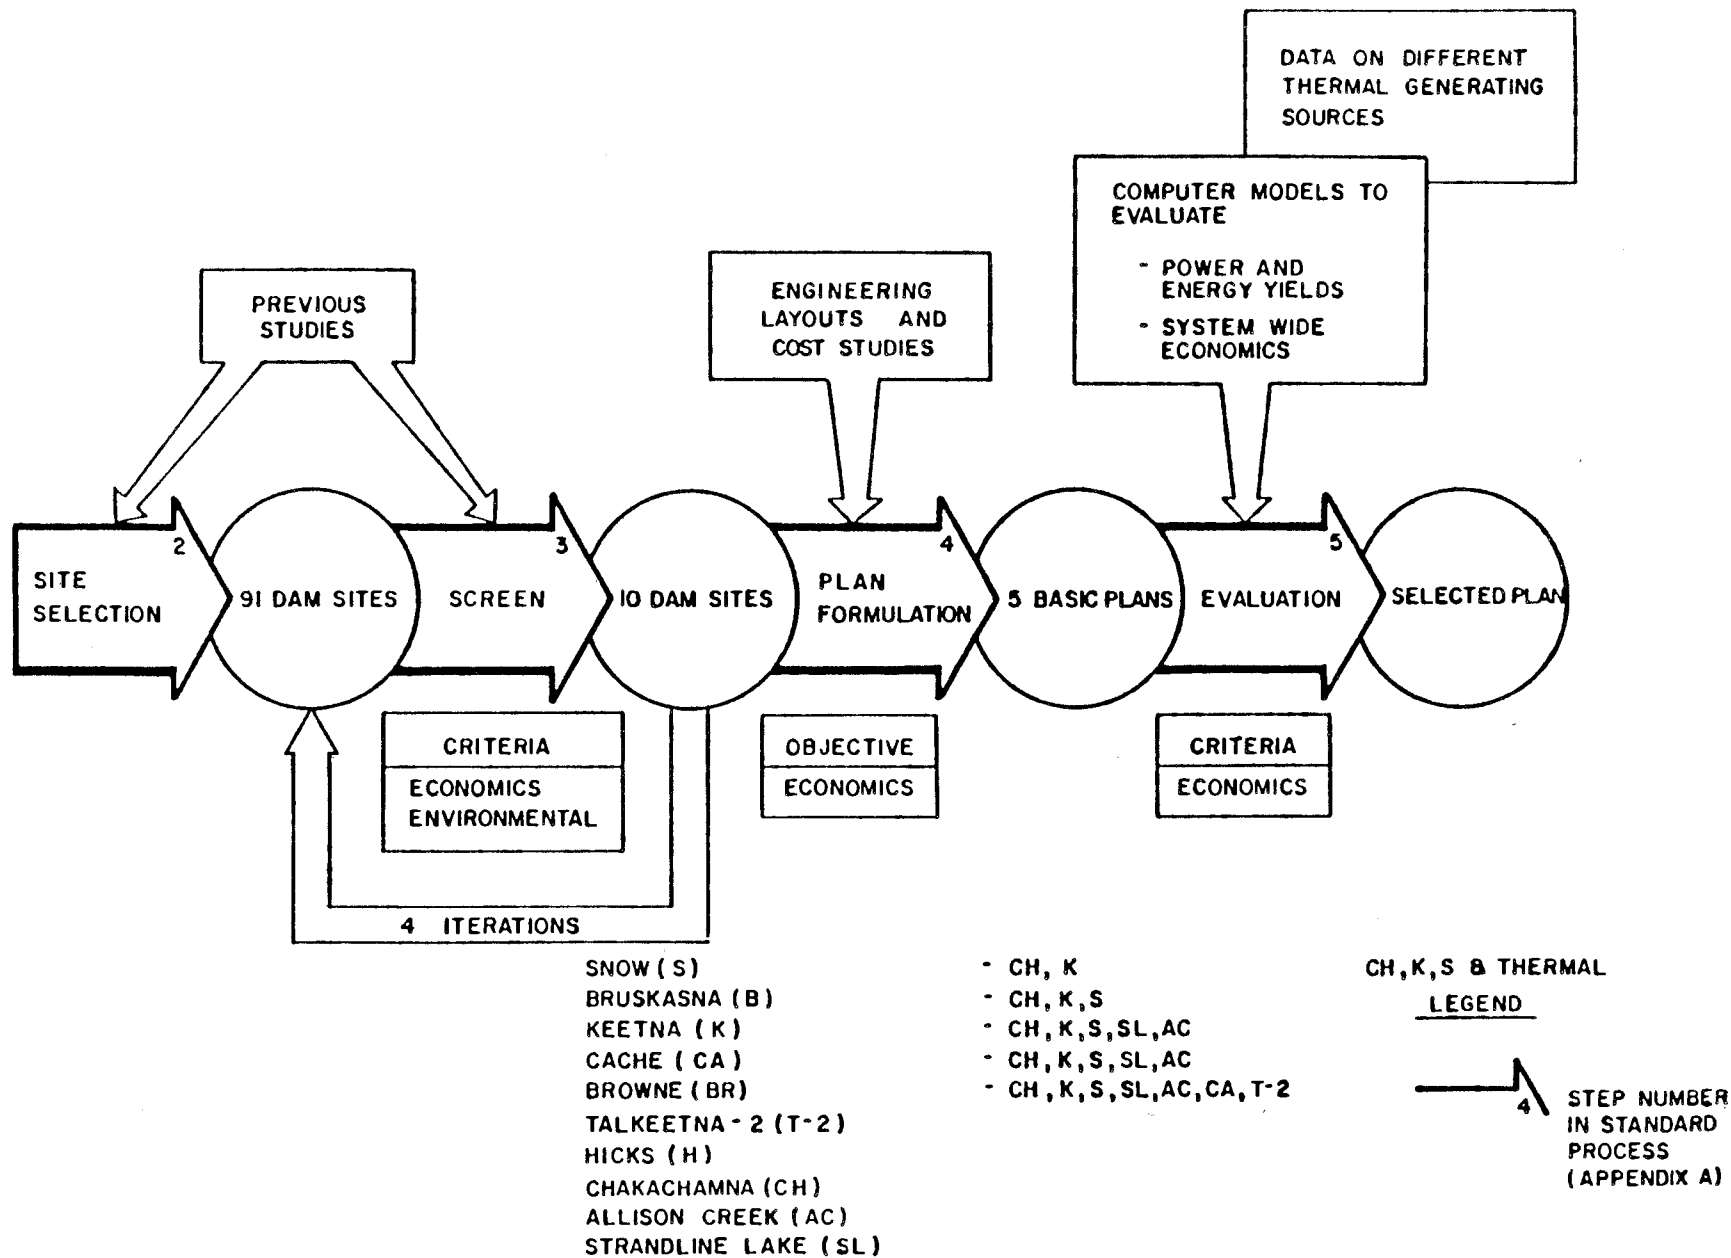 DATA ON DIFFERENT
THERMAL GENERATING
SOURCES
COMPUTER MODELS TO
EVALUATE
- POWER AND
ENERGY YIELDS
- SYSTEM WIDE
ECONOMICS
PREVIOUS
STUDIES
ENGINEERING
LAYOUTS AND
COST STUDIES
2
SITE
SELECTION
91 DAM SITES
3
SCREEN
10 DAM SITES
4
PLAN
FORMULATION
5 BASIC PLANS
5
EVALUATION
SELECTED PLAN
CRITERIA
ECONOMICS
ENVIRONMENTAL
OBJECTIVE
ECONOMICS
CRITERIA
ECONOMICS
4 ITERATIONS
SNOW (S)
BRUSKASNA (B)
KEETNA (K)
CACHE (CA)
BROWNE (BR)
TALKEETNA-2 (T-2)
HICKS (H)
CHAKACHAMNA (CH)
ALLISON CREEK (AC)
STRANDLINE LAKE (SL)
- CH, K
- CH, K, S
- CH, K, S, SL, AC
- CH, K, S, SL, AC
- CH, K, S, SL, AC, CA, T-2
CH, K, S & THERMAL
LEGEND
4
STEP NUMBER
IN STANDARD
PROCESS
(APPENDIX A)